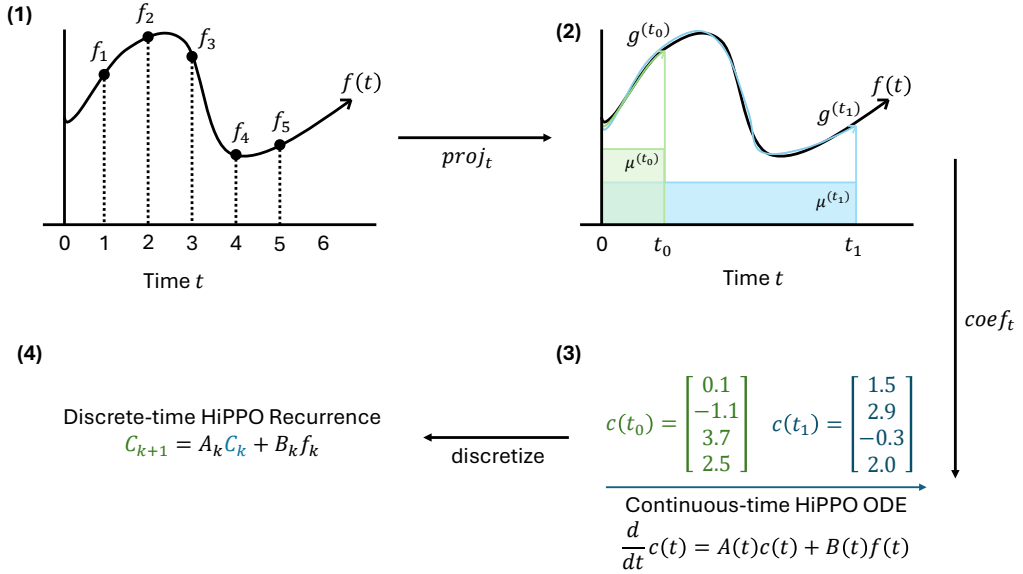 (1)
f₁
f₂
f₃
f₄
f₅
f(t)
0 1 2 3 4 5 6
Time t
proj_t
(2)
g^(t₀)
f(t)
g^(t₁)
μ^(t₀)
μ^(t₁)
0 t₀ t₁
Time t
coef_t
(3)
c(t₀) = [0.1 −1.1 3.7 2.5] c(t₁) = [1.5 2.9 −0.3 2.0]
Continuous-time HiPPO ODE
d/dt c(t) = A(t)c(t) + B(t)f(t)
discretize
(4)
Discrete-time HiPPO Recurrence
C_{k+1} = A_k C_k + B_k f_k